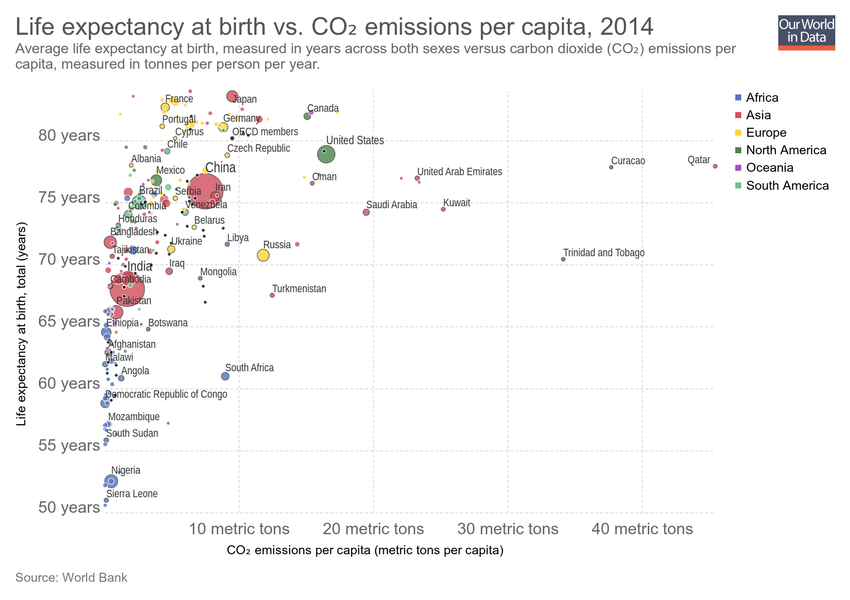 Life expectancy at birth vs. CO₂ emissions per capita, 2014
Our World
in Data
Average life expectancy at birth, measured in years across both sexes versus carbon dioxide (CO₂) emissions per
capita, measured in tonnes per person per year.
Africa
Asia
Europe
North America
Oceania
South America
France
Japan
Canada
Portugal
Germany
80 years
Cyprus
OECD members
Chile
United States
Czech Republic
Albania
Curacao
Qatar
Mexico
China
Oman
United Arab Emirates
75 years
Brazil
Serbia
Iran
Colombia
Venezuela
Saudi Arabia
Kuwait
Honduras
Belarus
Bangladesh
Ukraine
Libya
Russia
Tajikistan
Trinidad and Tobago
70 years
India
Iraq
Mongolia
Cambodia
Turkmenistan
Pakistan
65 years
Ethiopia
Botswana
Afghanistan
Malawi
Angola
South Africa
60 years
Democratic Republic of Congo
Mozambique
South Sudan
55 years
Nigeria
Sierra Leone
50 years
Life expectancy at birth, total (years)
10 metric tons
20 metric tons
30 metric tons
40 metric tons
CO₂ emissions per capita (metric tons per capita)
Source: World Bank